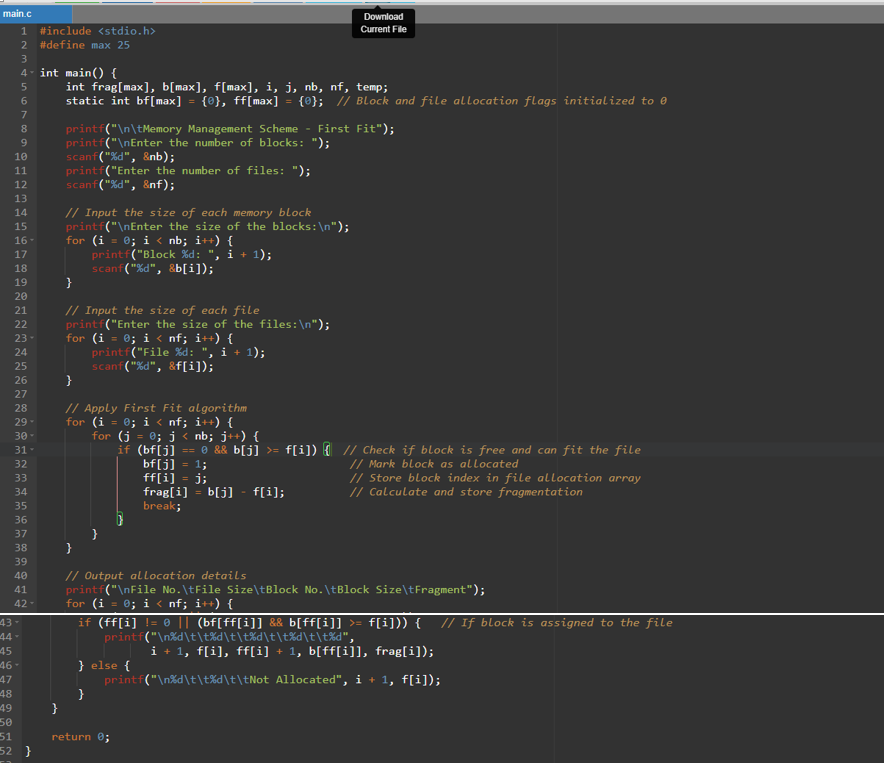 main.c
Download
Current File
1 #include <stdio.h>
2 #define max 25
3
4 int main() {
5     int frag[max], b[max], f[max], i, j, nb, nf, temp;
6     static int bf[max] = {0}, ff[max] = {0};  // Block and file allocation flags initialized to 0
7
8     printf("\n\tMemory Management Scheme - First Fit");
9     printf("\nEnter the number of blocks: ");
10     scanf("%d", &nb);
11     printf("Enter the number of files: ");
12     scanf("%d", &nf);
13
14     // Input the size of each memory block
15     printf("\nEnter the size of the blocks:\n");
16     for (i = 0; i < nb; i++) {
17         printf("Block %d: ", i + 1);
18         scanf("%d", &b[i]);
19     }
20
21     // Input the size of each file
22     printf("Enter the size of the files:\n");
23     for (i = 0; i < nf; i++) {
24         printf("File %d: ", i + 1);
25         scanf("%d", &f[i]);
26     }
27
28     // Apply First Fit algorithm
29     for (i = 0; i < nf; i++) {
30         for (j = 0; j < nb; j++) {
31             if (bf[j] == 0 && b[j] >= f[i]) {  // Check if block is free and can fit the file
32                 bf[j] = 1;                      // Mark block as allocated
33                 ff[i] = j;                      // Store block index in file allocation array
34                 frag[i] = b[j] - f[i];          // Calculate and store fragmentation
35                 break;
36             }
37         }
38     }
39
40     // Output allocation details
41     printf("\nFile No.\tFile Size\tBlock No.\tBlock Size\tFragment");
42     for (i = 0; i < nf; i++) {
43         if (ff[i] != 0 || (bf[ff[i]] && b[ff[i]] >= f[i])) {   // If block is assigned to the file
44             printf("\n%d\t\t%d\t\t%d\t\t%d\t\t%d",
45                    i + 1, f[i], ff[i] + 1, b[ff[i]], frag[i]);
46         } else {
47             printf("\n%d\t\t%d\t\tNot Allocated", i + 1, f[i]);
48         }
49     }
50
51     return 0;
52 }